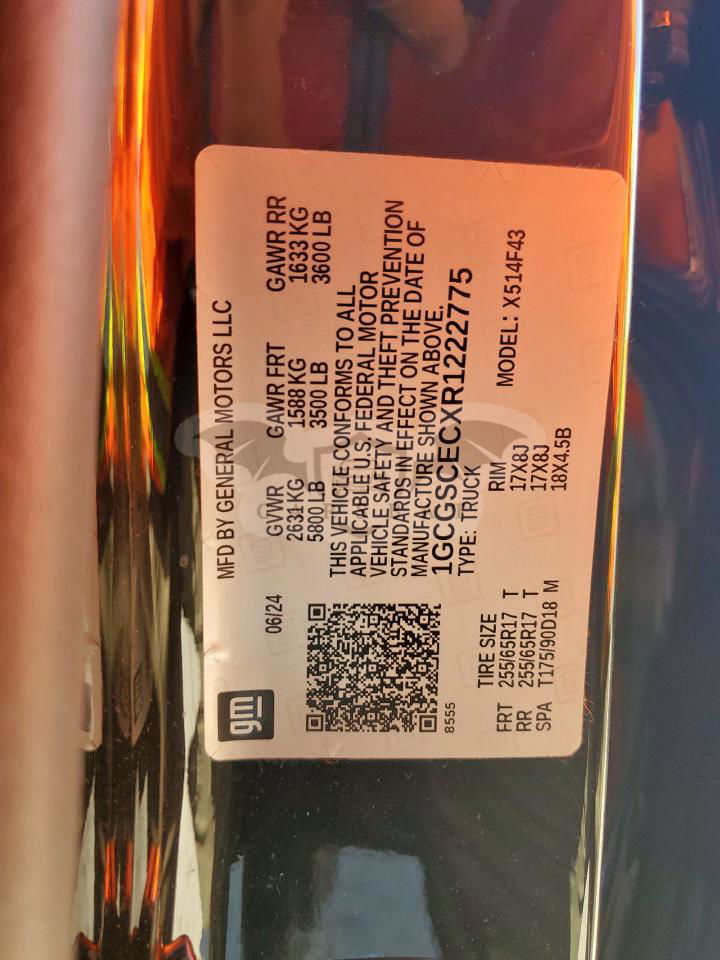 MFD BY GENERAL MOTORS LLC
gm
06/24
GVWR GAWR FRT GAWR RR
2631 KG 1588 KG 1633 KG
5800 LB 3500 LB 3600 LB
THIS VEHICLE CONFORMS TO ALL
APPLICABLE U.S. FEDERAL MOTOR
VEHICLE SAFETY AND THEFT PREVENTION
STANDARDS IN EFFECT ON THE DATE OF
MANUFACTURE SHOWN ABOVE.
1GCGSCECXR1222775
TYPE: TRUCK
8555
MODEL: X514F43
TIRE SIZE RIM
FRT 255/65R17 T 17X8J
RR 255/65R17 T 17X8J
SPA T175/90D18 M 18X4.5B